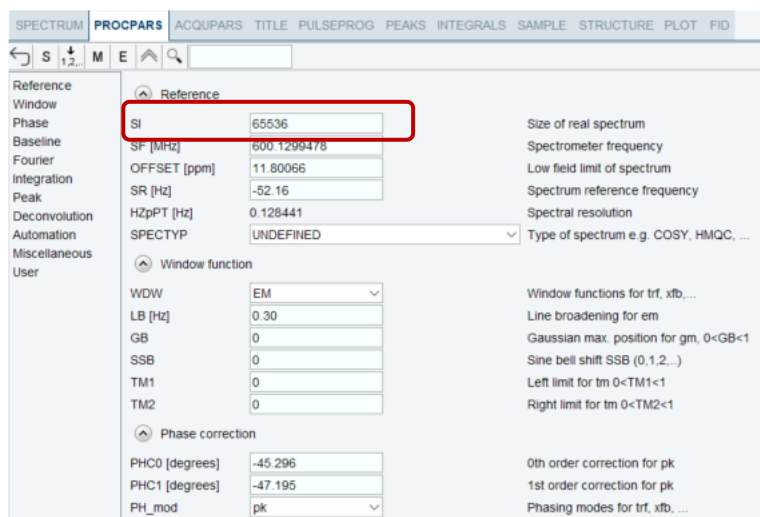 SPECTRUM PROCPARS ACQUPARS TITLE PULSEPROG PEAKS INTEGRALS SAMPLE STRUCTURE PLOT FID
S 1,2,.. M E
Reference
Window
Phase
Baseline
Fourier
Integration
Peak
Deconvolution
Automation
Miscellaneous
User
Reference
SI 65536 Size of real spectrum
SF [MHz] 600.1299478 Spectrometer frequency
OFFSET [ppm] 11.80066 Low field limit of spectrum
SR [Hz] -52.16 Spectrum reference frequency
HZpPT [Hz] 0.128441 Spectral resolution
SPECTYP UNDEFINED Type of spectrum e.g. COSY, HMQC, ...
Window function
WDW EM Window functions for trf, xfb,...
LB [Hz] 0.30 Line broadening for em
GB 0 Gaussian max. position for gm, 0<GB<1
SSB 0 Sine bell shift SSB (0,1,2,..)
TM1 0 Left limit for tm 0<TM1<1
TM2 0 Right limit for tm 0<TM2<1
Phase correction
PHC0 [degrees] -45.296 0th order correction for pk
PHC1 [degrees] -47.195 1st order correction for pk
PH_mod pk Phasing modes for trf, xfb, ...